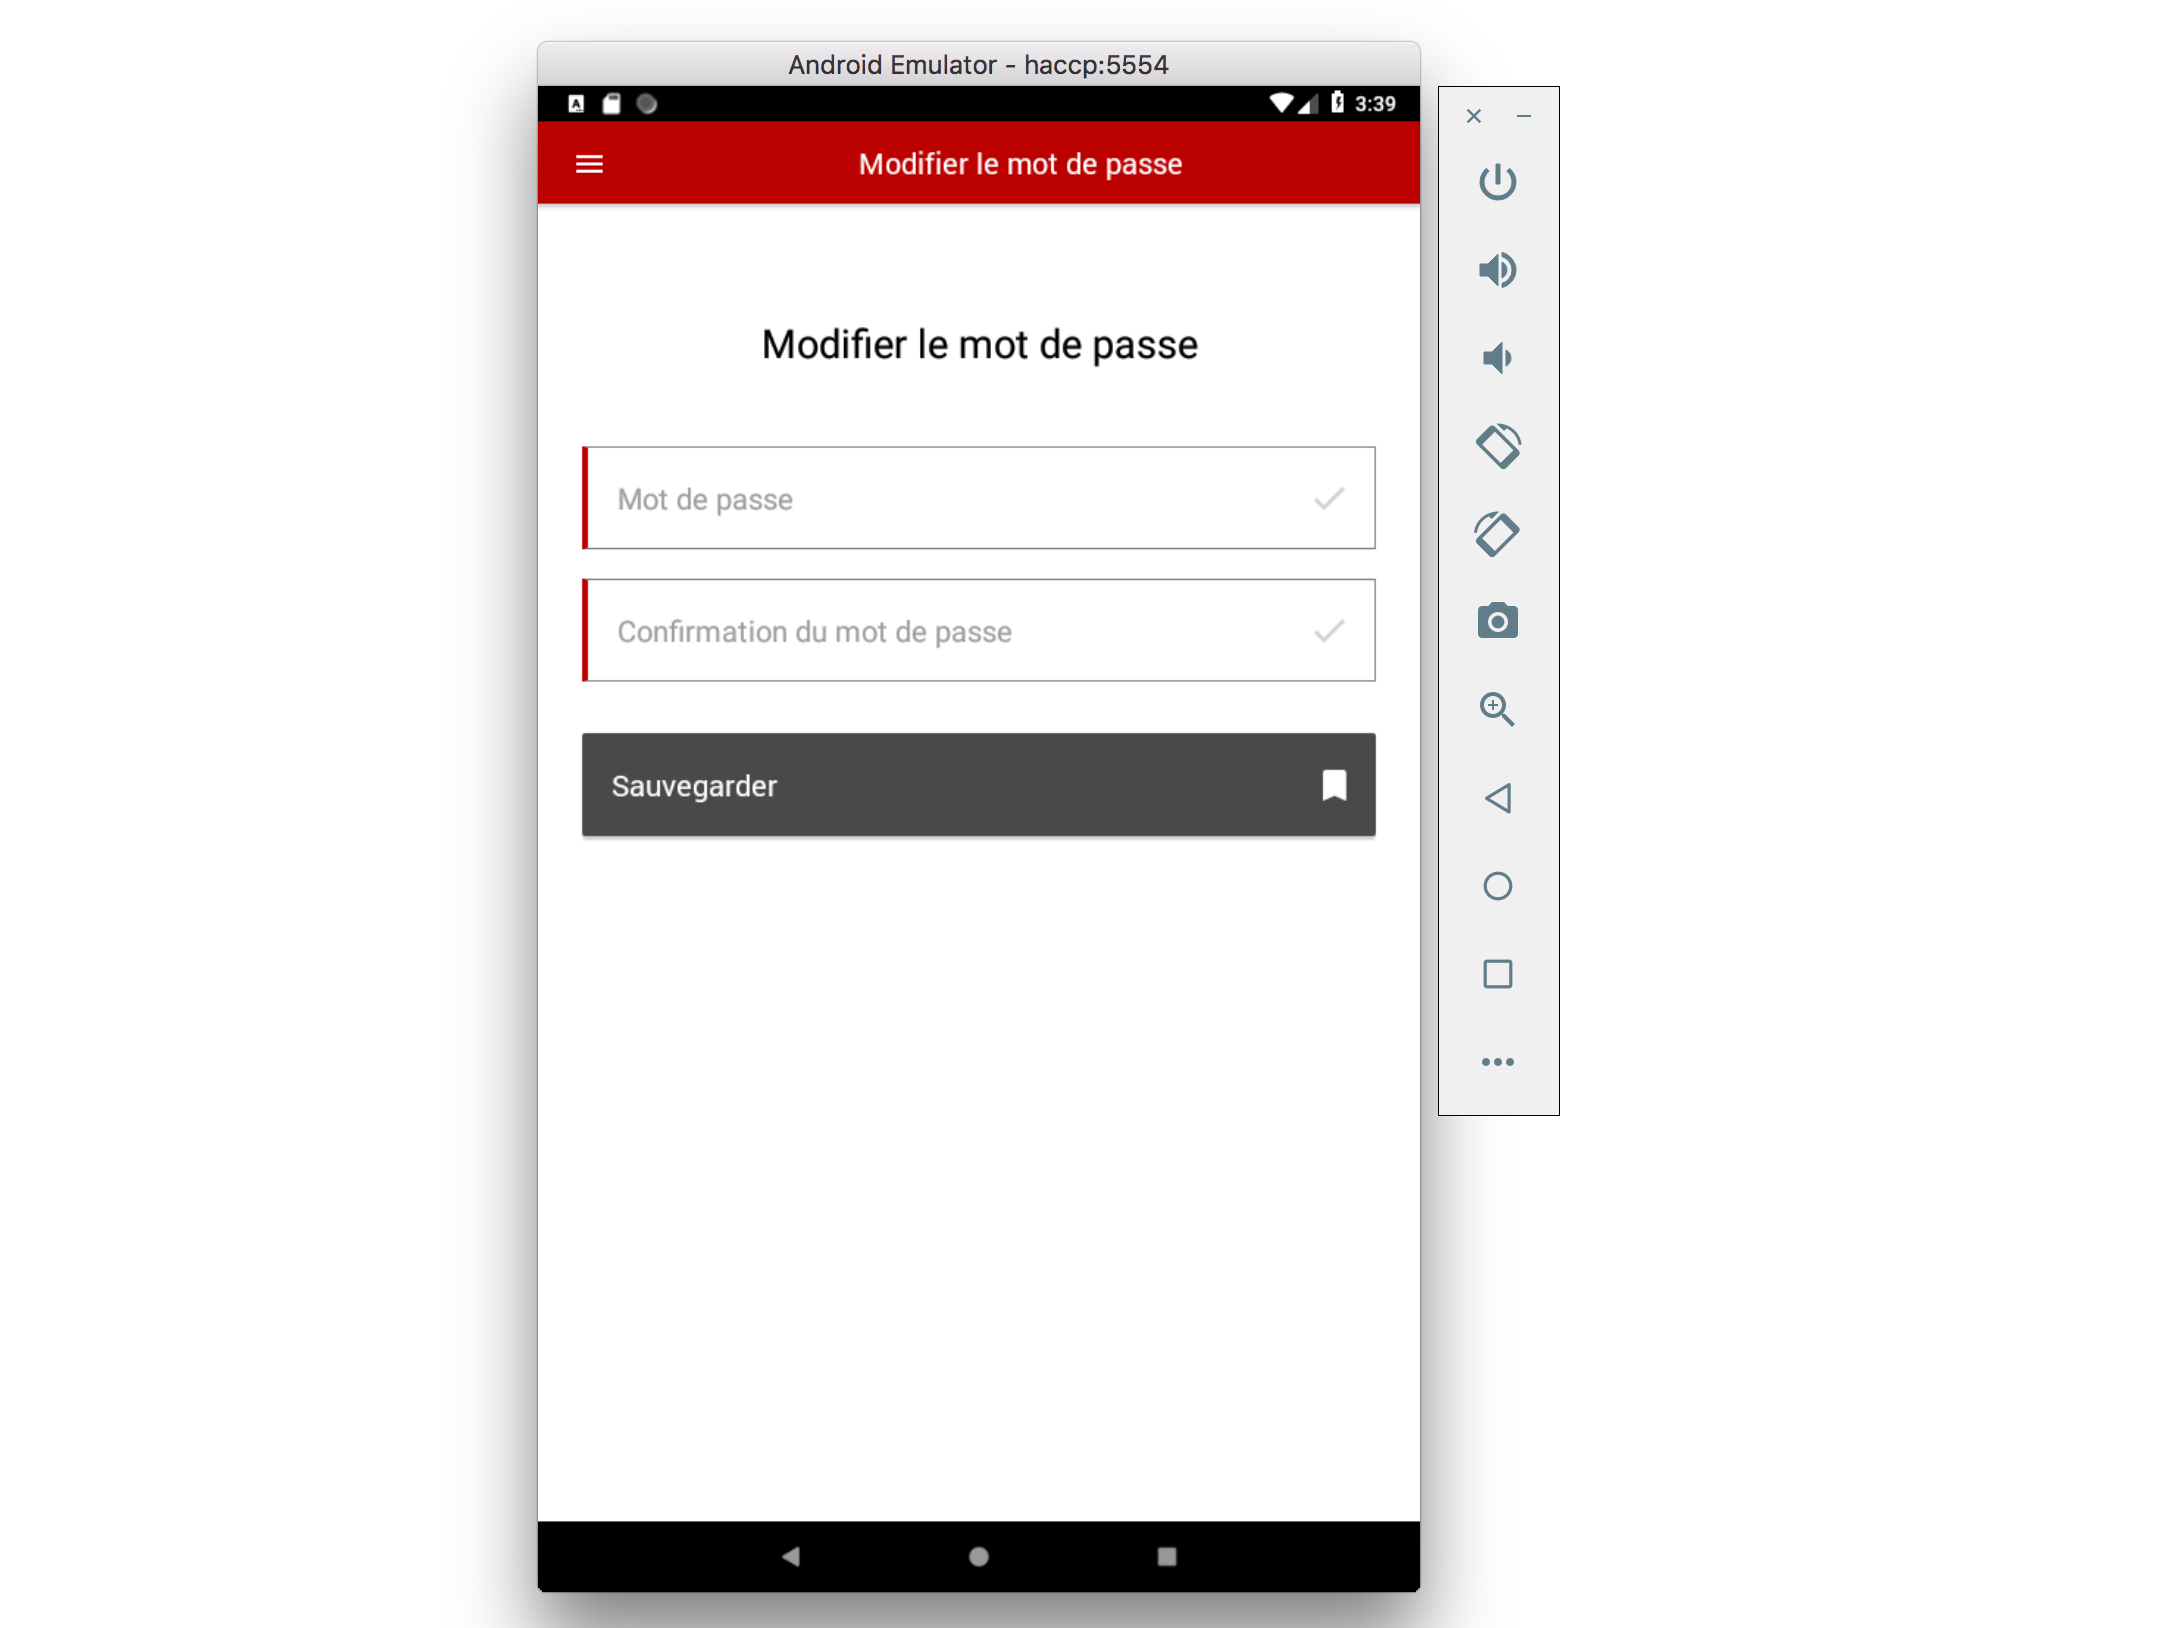 Android Emulator - haccp:5554
A
3:39
Modifier le mot de passe
Modifier le mot de passe
Mot de passe
Confirmation du mot de passe
Sauvegarder